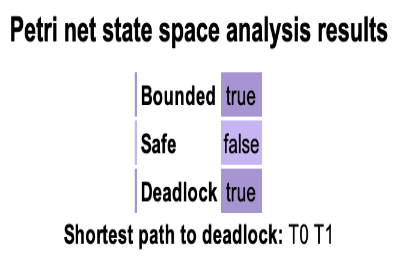 Petri net state space analysis results
Bounded true
Safe false
Deadlock true
Shortest path to deadlock: T0 T1